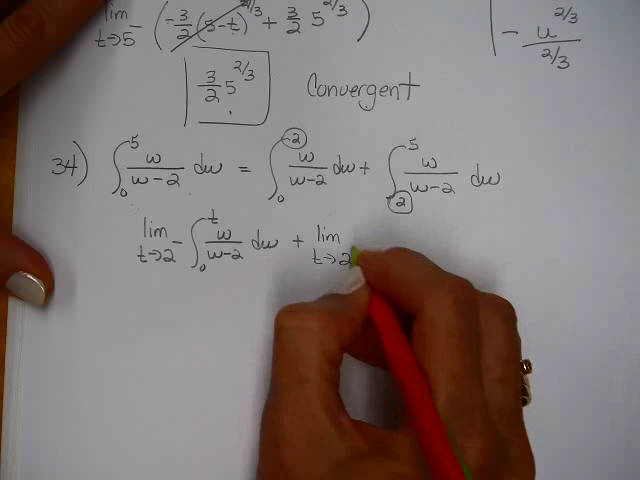 lim t→5⁻ (-3/2 (5-t)^2/3 + 3/2 5^2/3)
- u^2/3 / 2/3
3/2 5^2/3 Convergent
34) ∫₀⁵ w/(w-2) dw = ∫₀² w/(w-2) dw + ∫₂⁵ w/(w-2) dw
lim t→2⁻ ∫₀ᵗ w/(w-2) dw + lim t→2